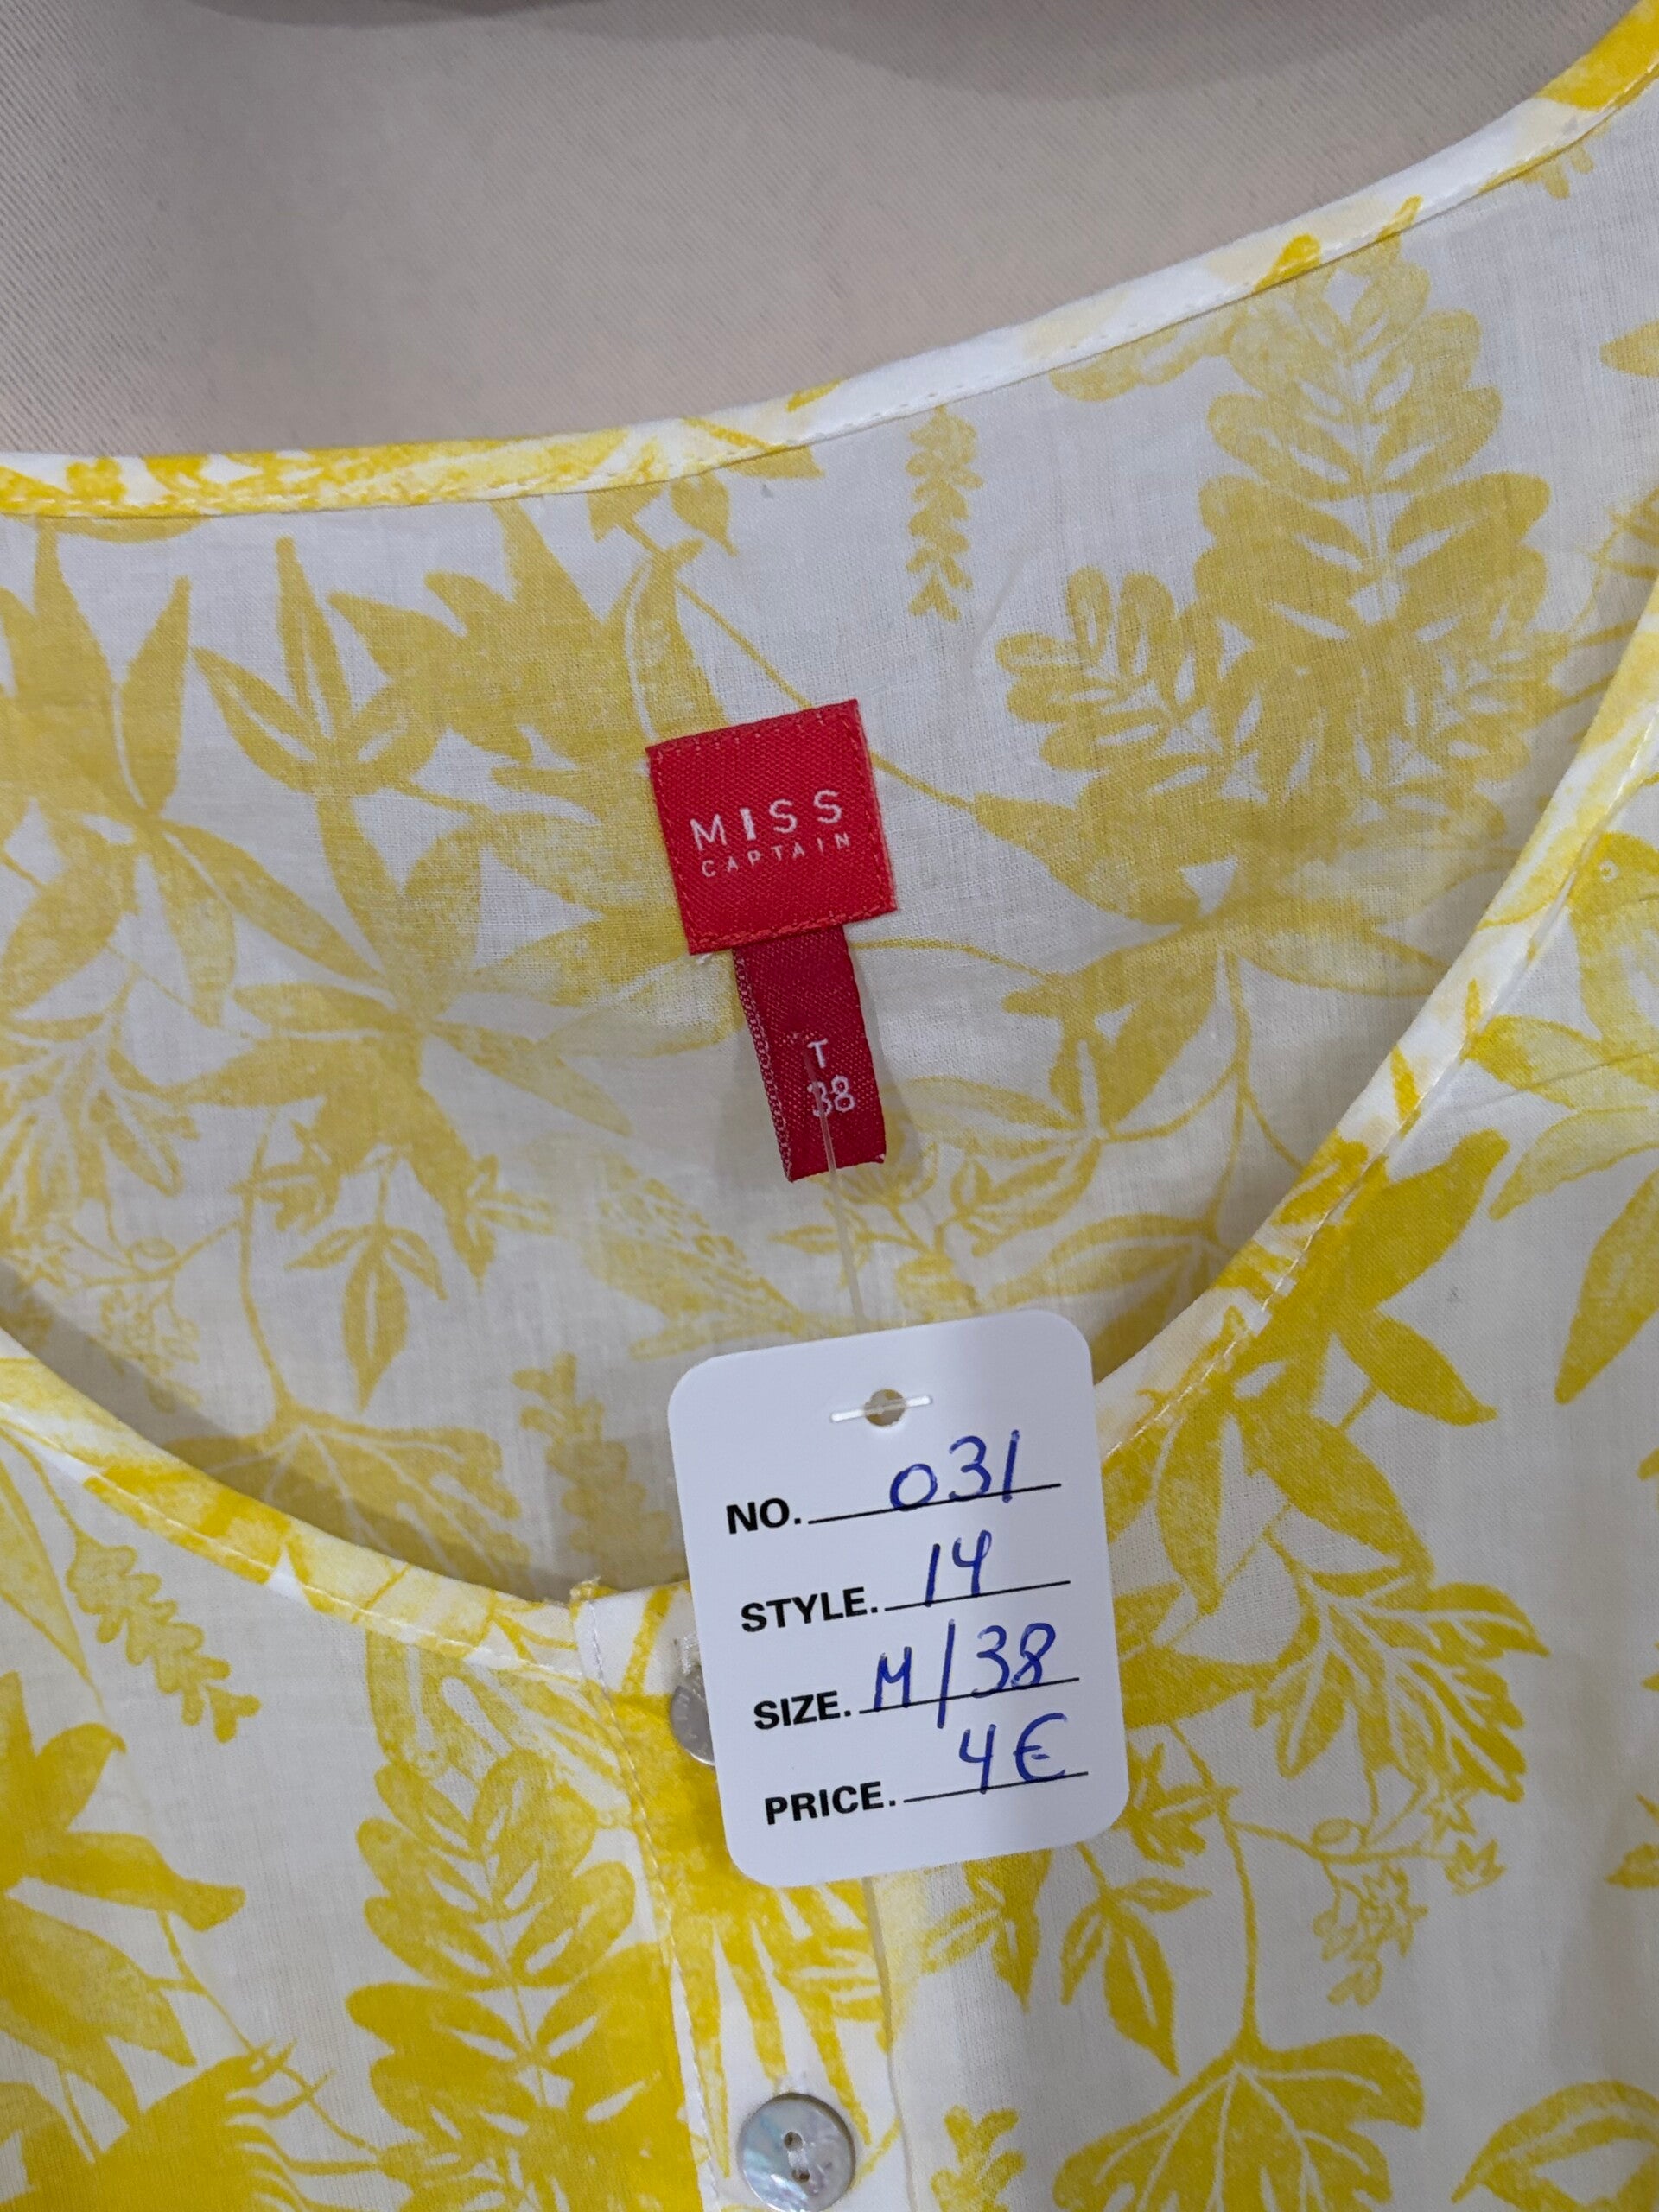 MISS
CAPTAIN
T
38
NO. 031
STYLE. 14
SIZE. M/38
PRICE. 4€